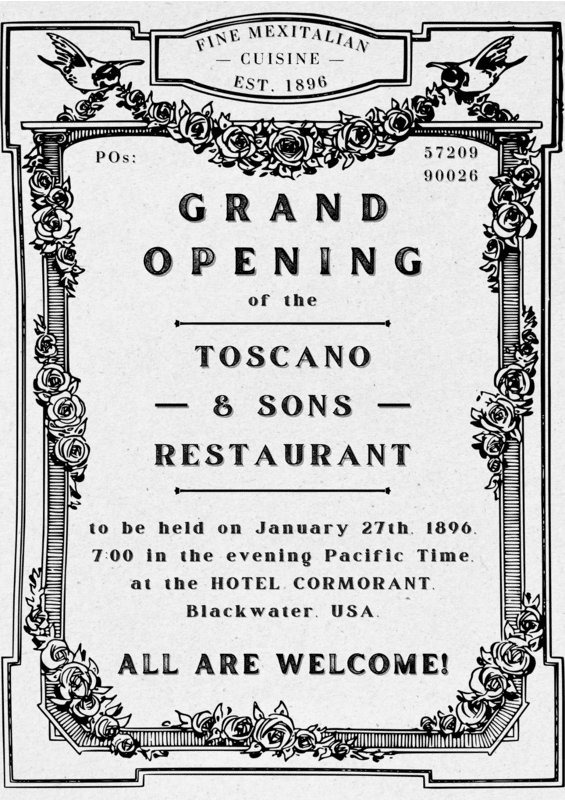 FINE MEXITALIAN
— CUISINE —
EST. 1896
POs: 57209
90026
GRAND
OPENING
of the
TOSCANO
— & SONS —
RESTAURANT
to be held on January 27th, 1896,
7:00 in the evening Pacific Time,
at the HOTEL CORMORANT,
Blackwater, USA.
ALL ARE WELCOME!